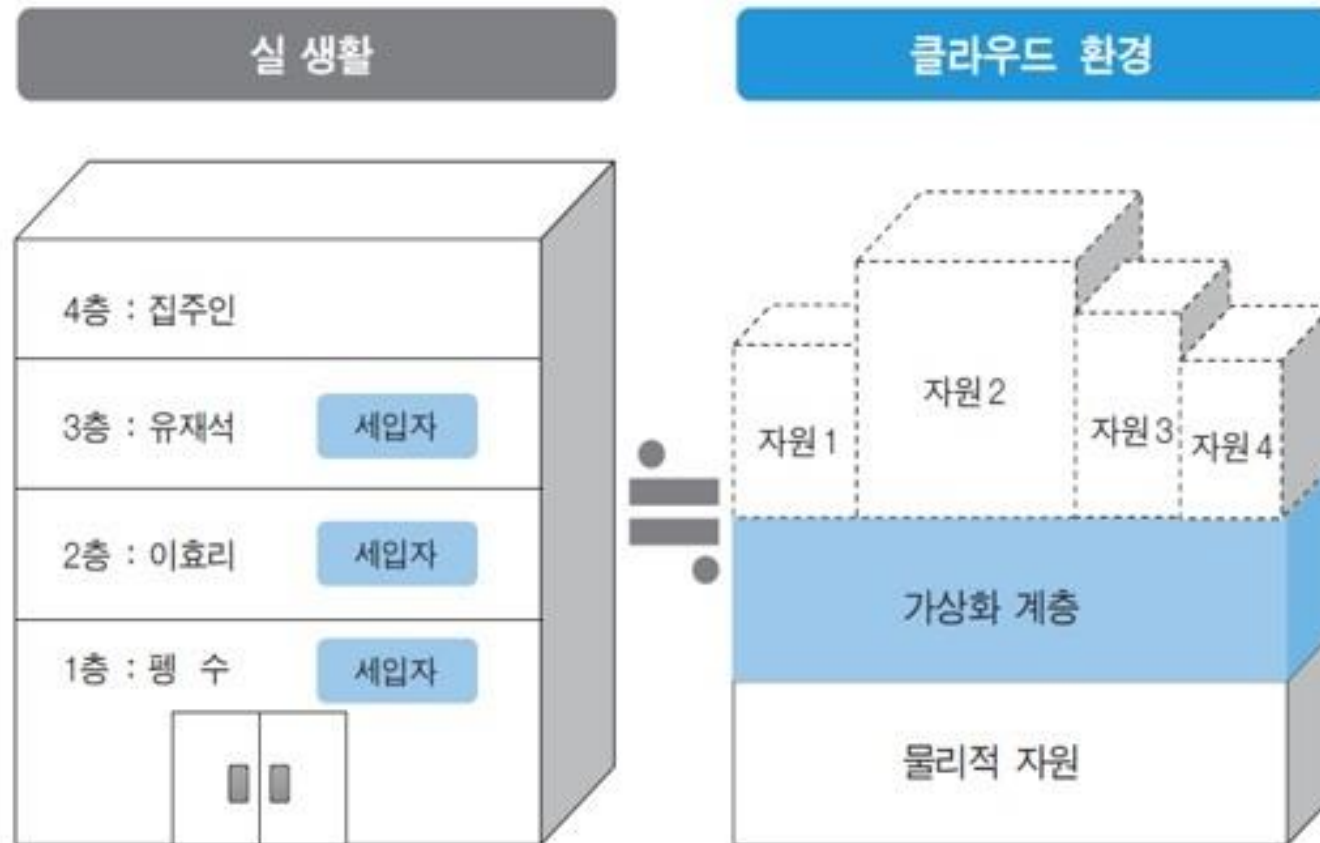 실 생활
4층 : 집주인
3층 : 유재석 세입자
2층 : 이효리 세입자
1층 : 펭 수 세입자
클라우드 환경
자원 1
자원 2
자원 3
자원 4
가상화 계층
물리적 자원